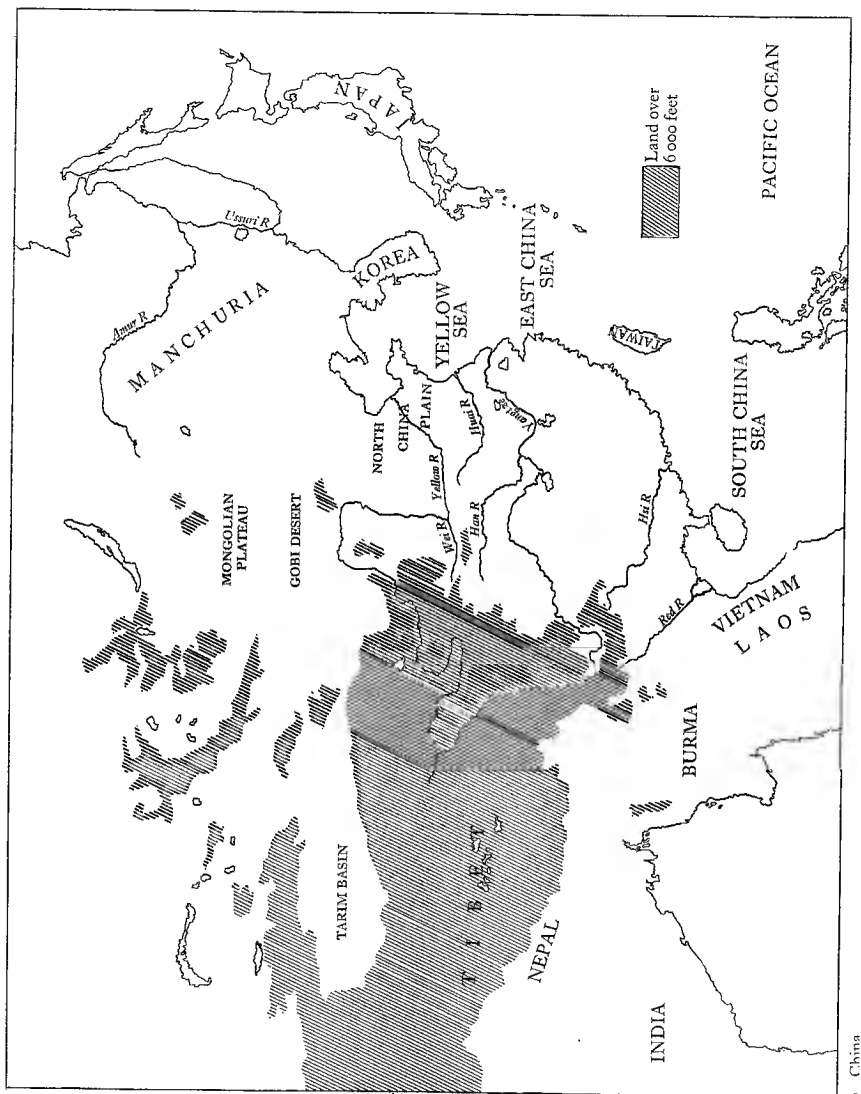 Amur R
Ussuri R
MANCHURIA
MONGOLIAN
PLATEAU
GOBI DESERT
JAPAN
KOREA
NORTH
CHINA
PLAIN
YELLOW
SEA
Yellow R
Wei R
Huai R
Han R
Yangtze
EAST CHINA
SEA
TARIM BASIN
TIBET
NEPAL
INDIA
BURMA
Hsi R
Red R
VIETNAM
LAOS
TAIWAN
SOUTH CHINA
SEA
PACIFIC OCEAN
Land over
6 000 feet
China